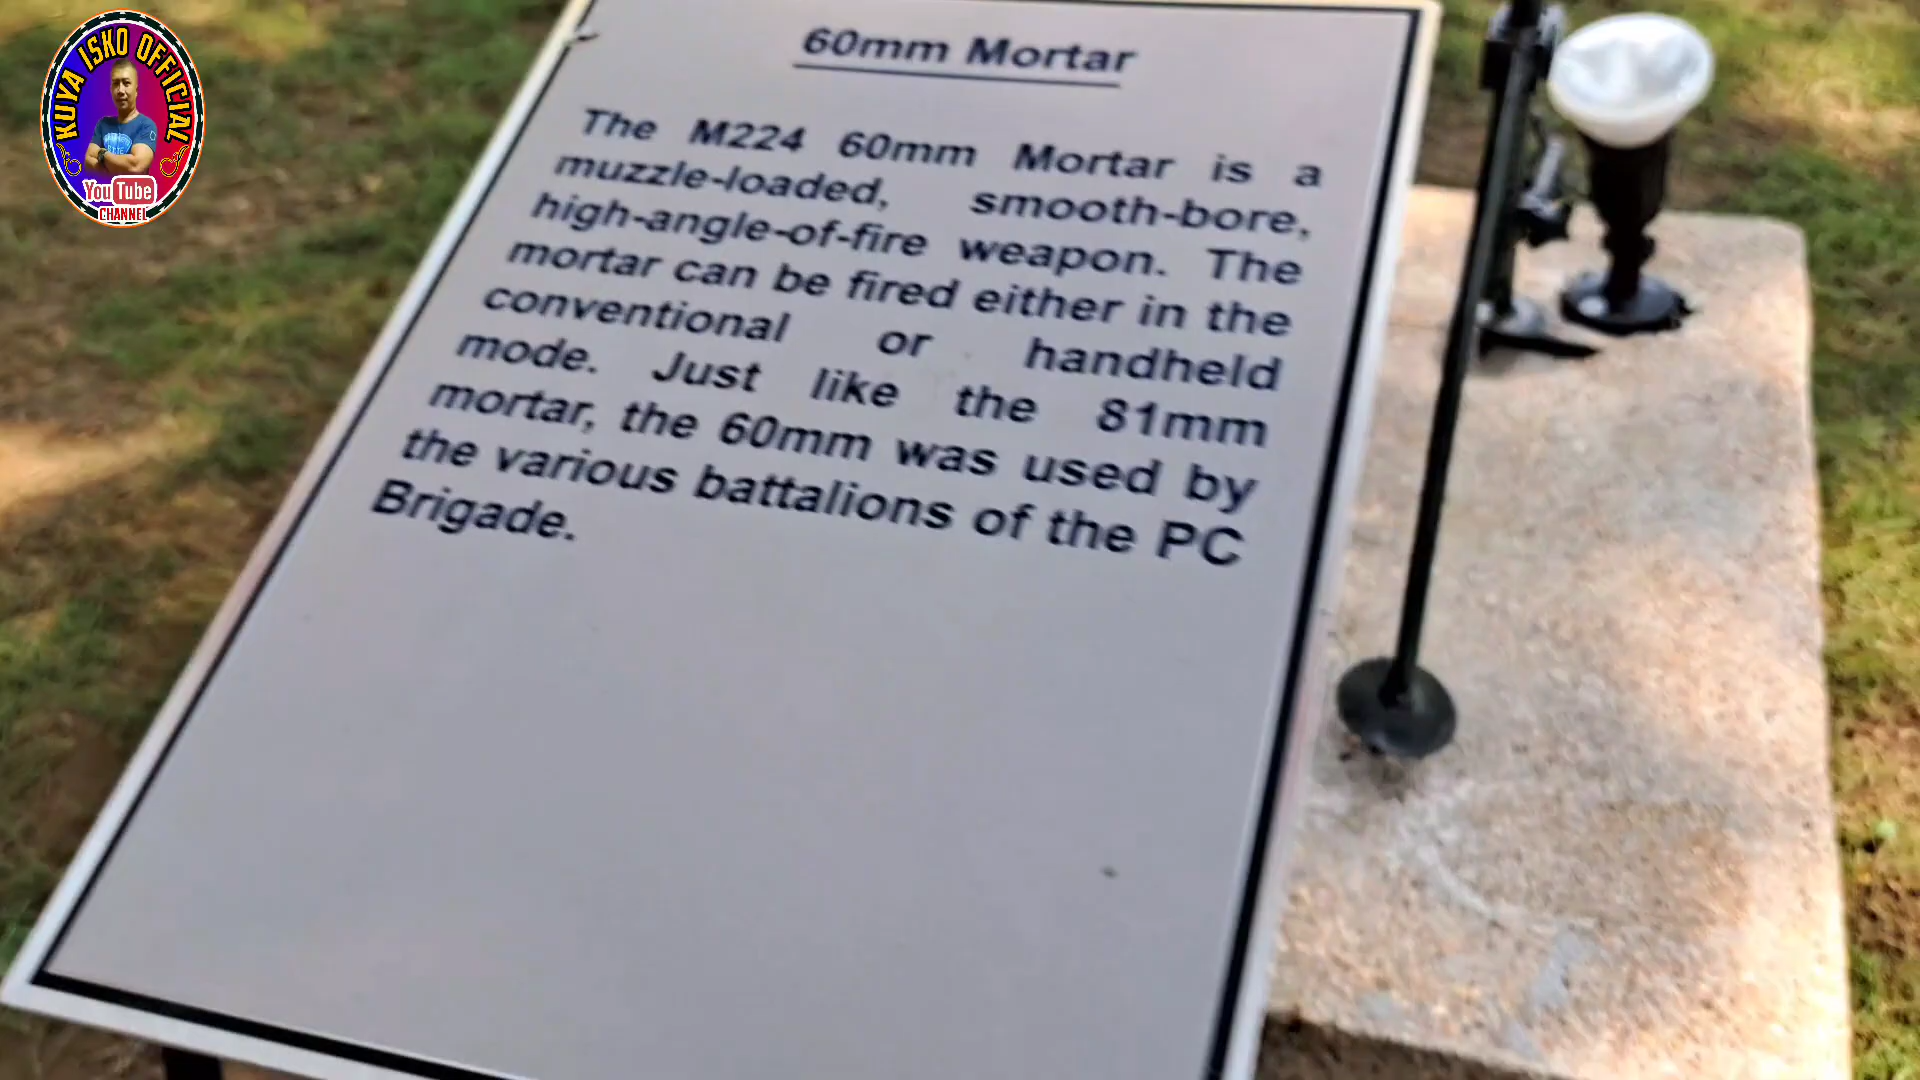 KUYA ISKO OFFICIAL
YouTube
CHANNEL
60mm Mortar
The M224 60mm Mortar is a
muzzle-loaded, smooth-bore,
high-angle-of-fire weapon. The
mortar can be fired either in the
conventional or handheld
mode. Just like the 81mm
mortar, the 60mm was used by
the various battalions of the PC
Brigade.